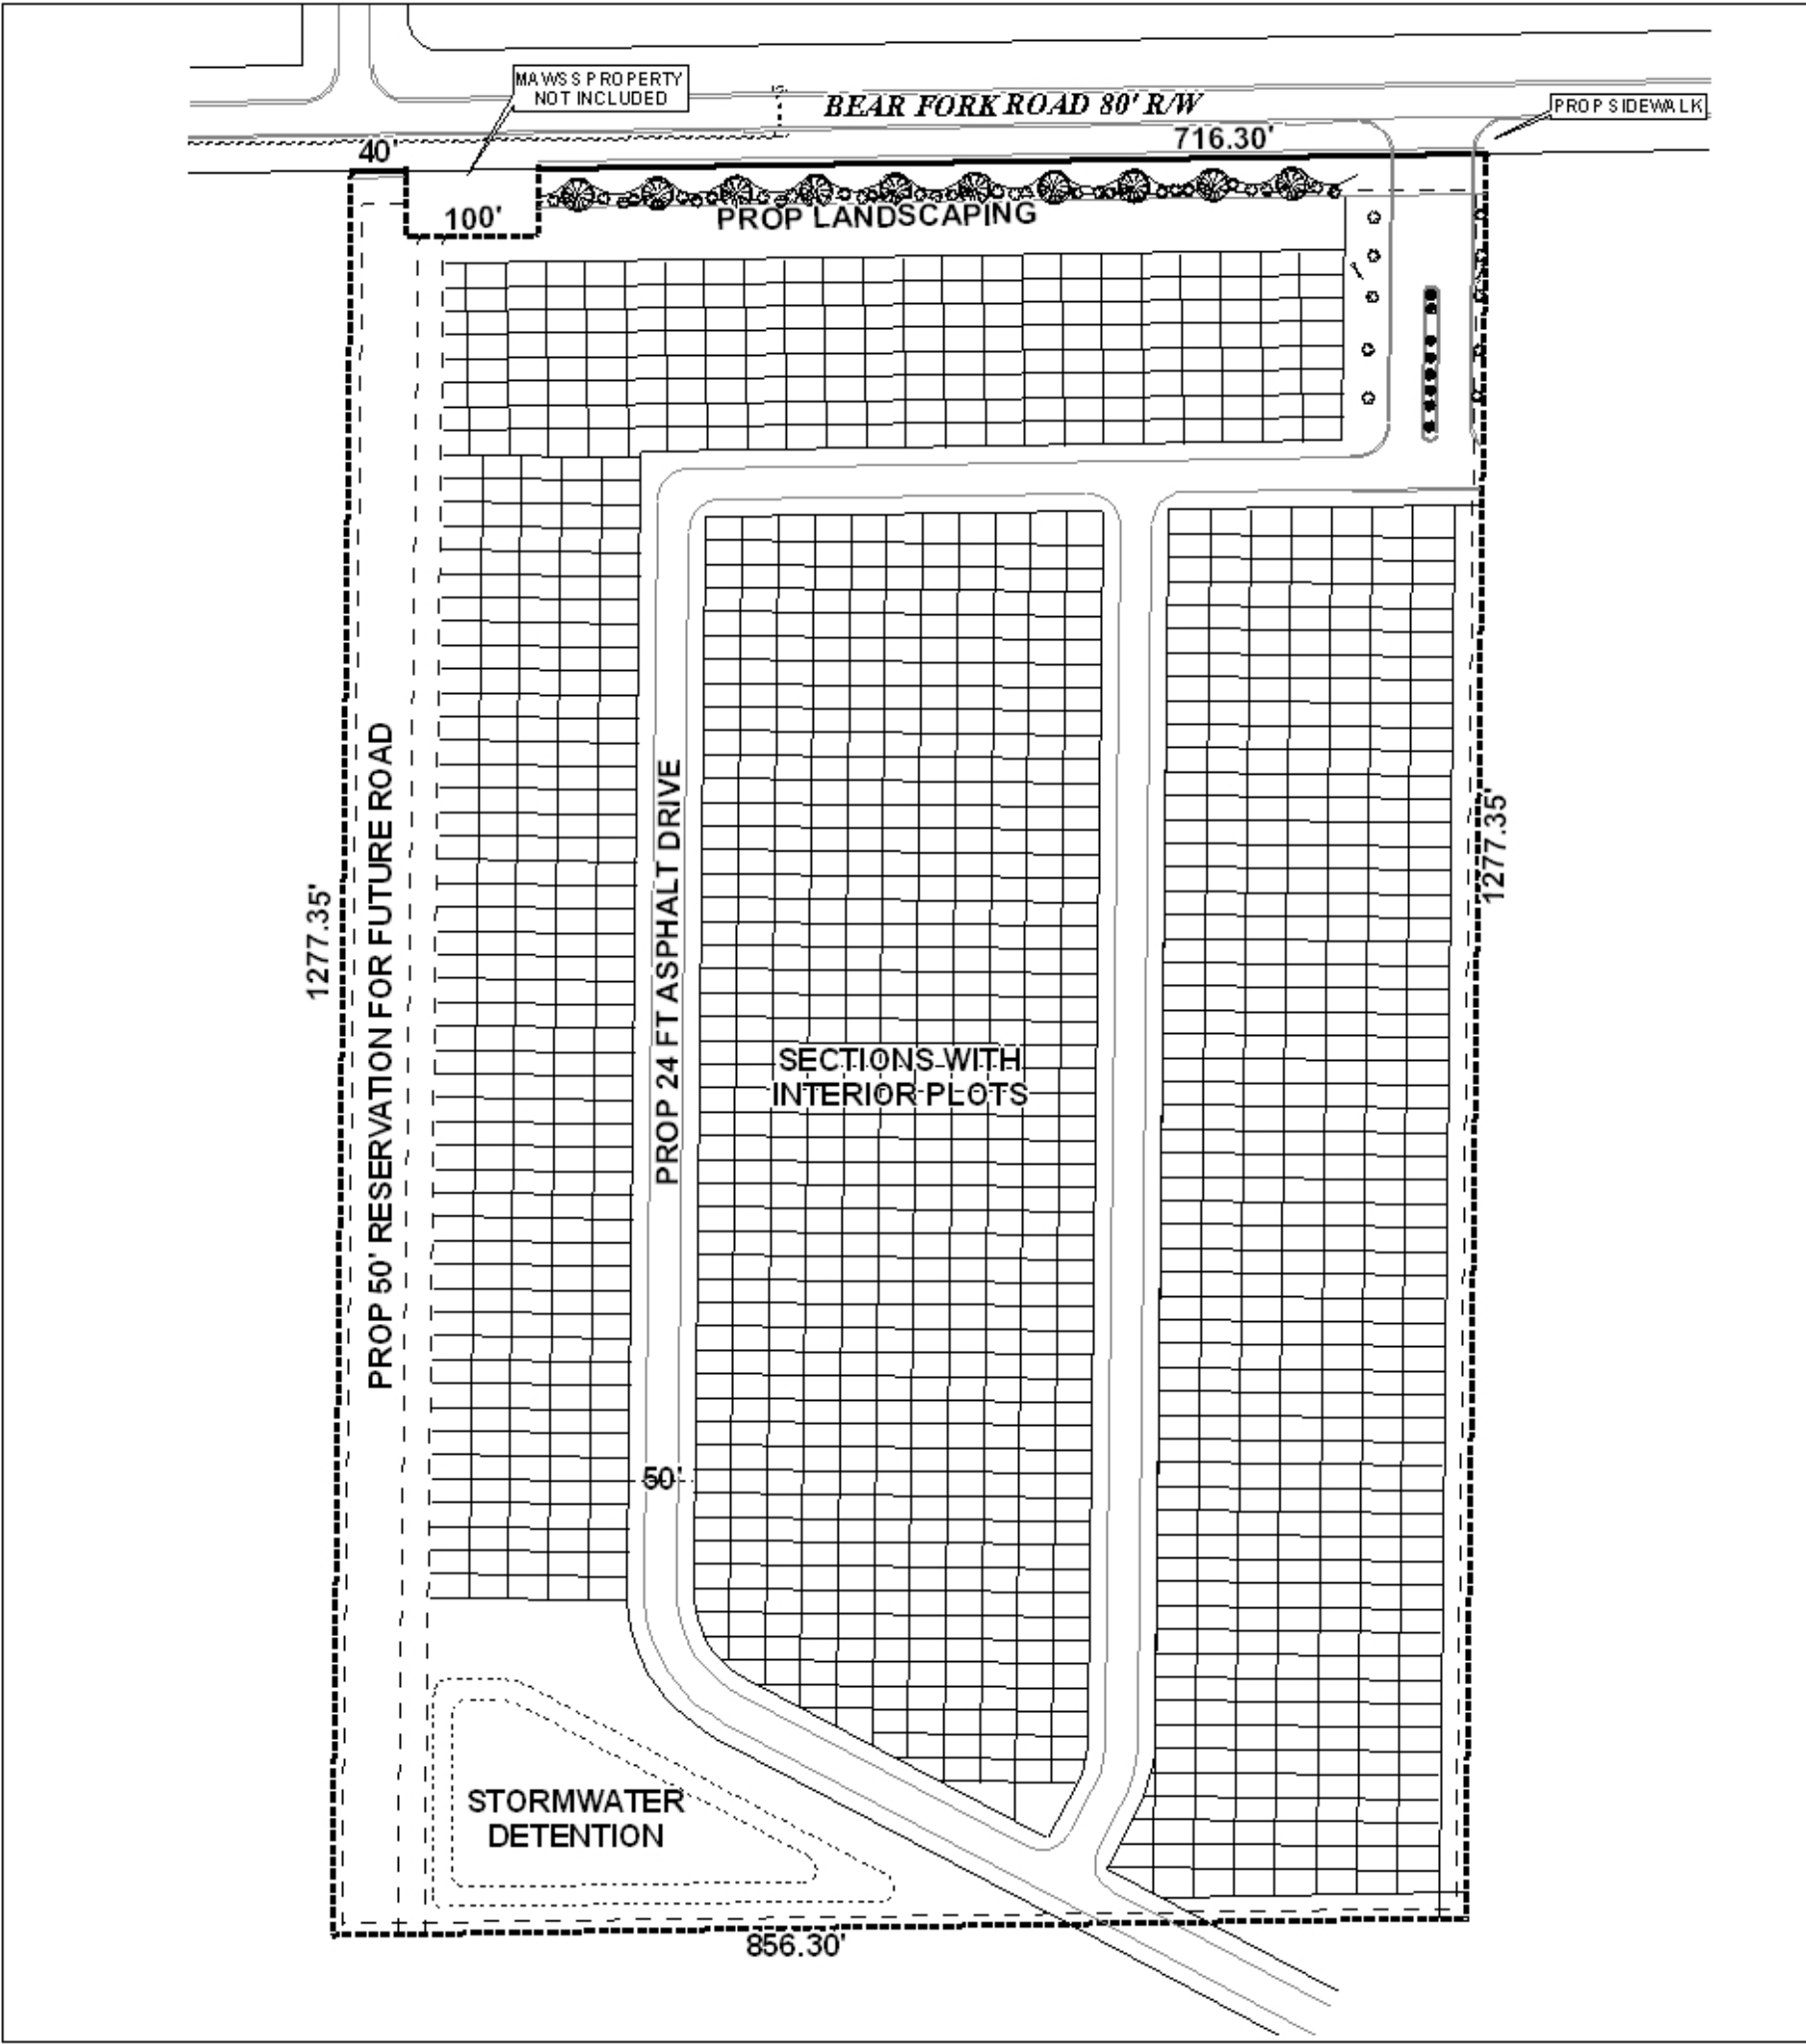 MAWSS PROPERTY
NOT INCLUDED
BEAR FORK ROAD 80' R/W
PROP SIDEWALK
40'
716.30'
100'
PROP LANDSCAPING
PROP 50' RESERVATION FOR FUTURE ROAD
PROP 24 FT ASPHALT DRIVE
1277.35'
1277.35'
SECTIONS WITH
INTERIOR PLOTS
50'
STORMWATER
DETENTION
856.30'